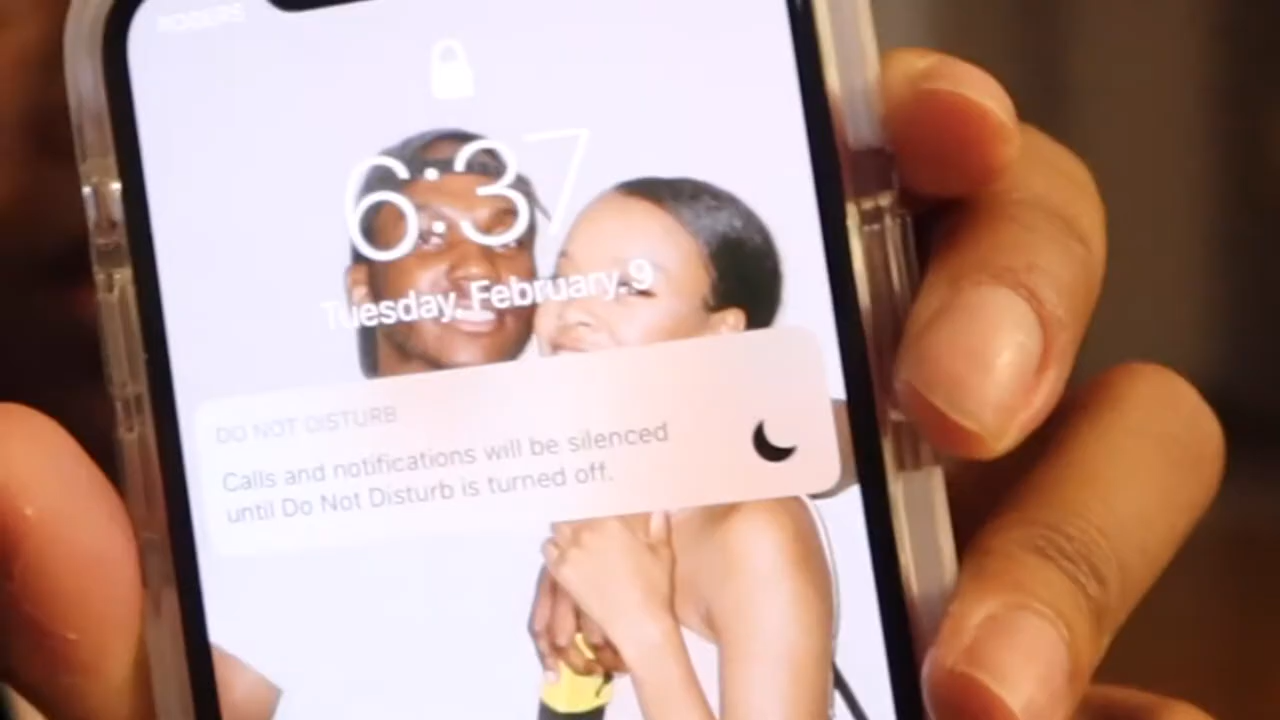 ROGERS
6:37
Tuesday, February 9
DO NOT DISTURB
Calls and notifications will be silenced
until Do Not Disturb is turned off.